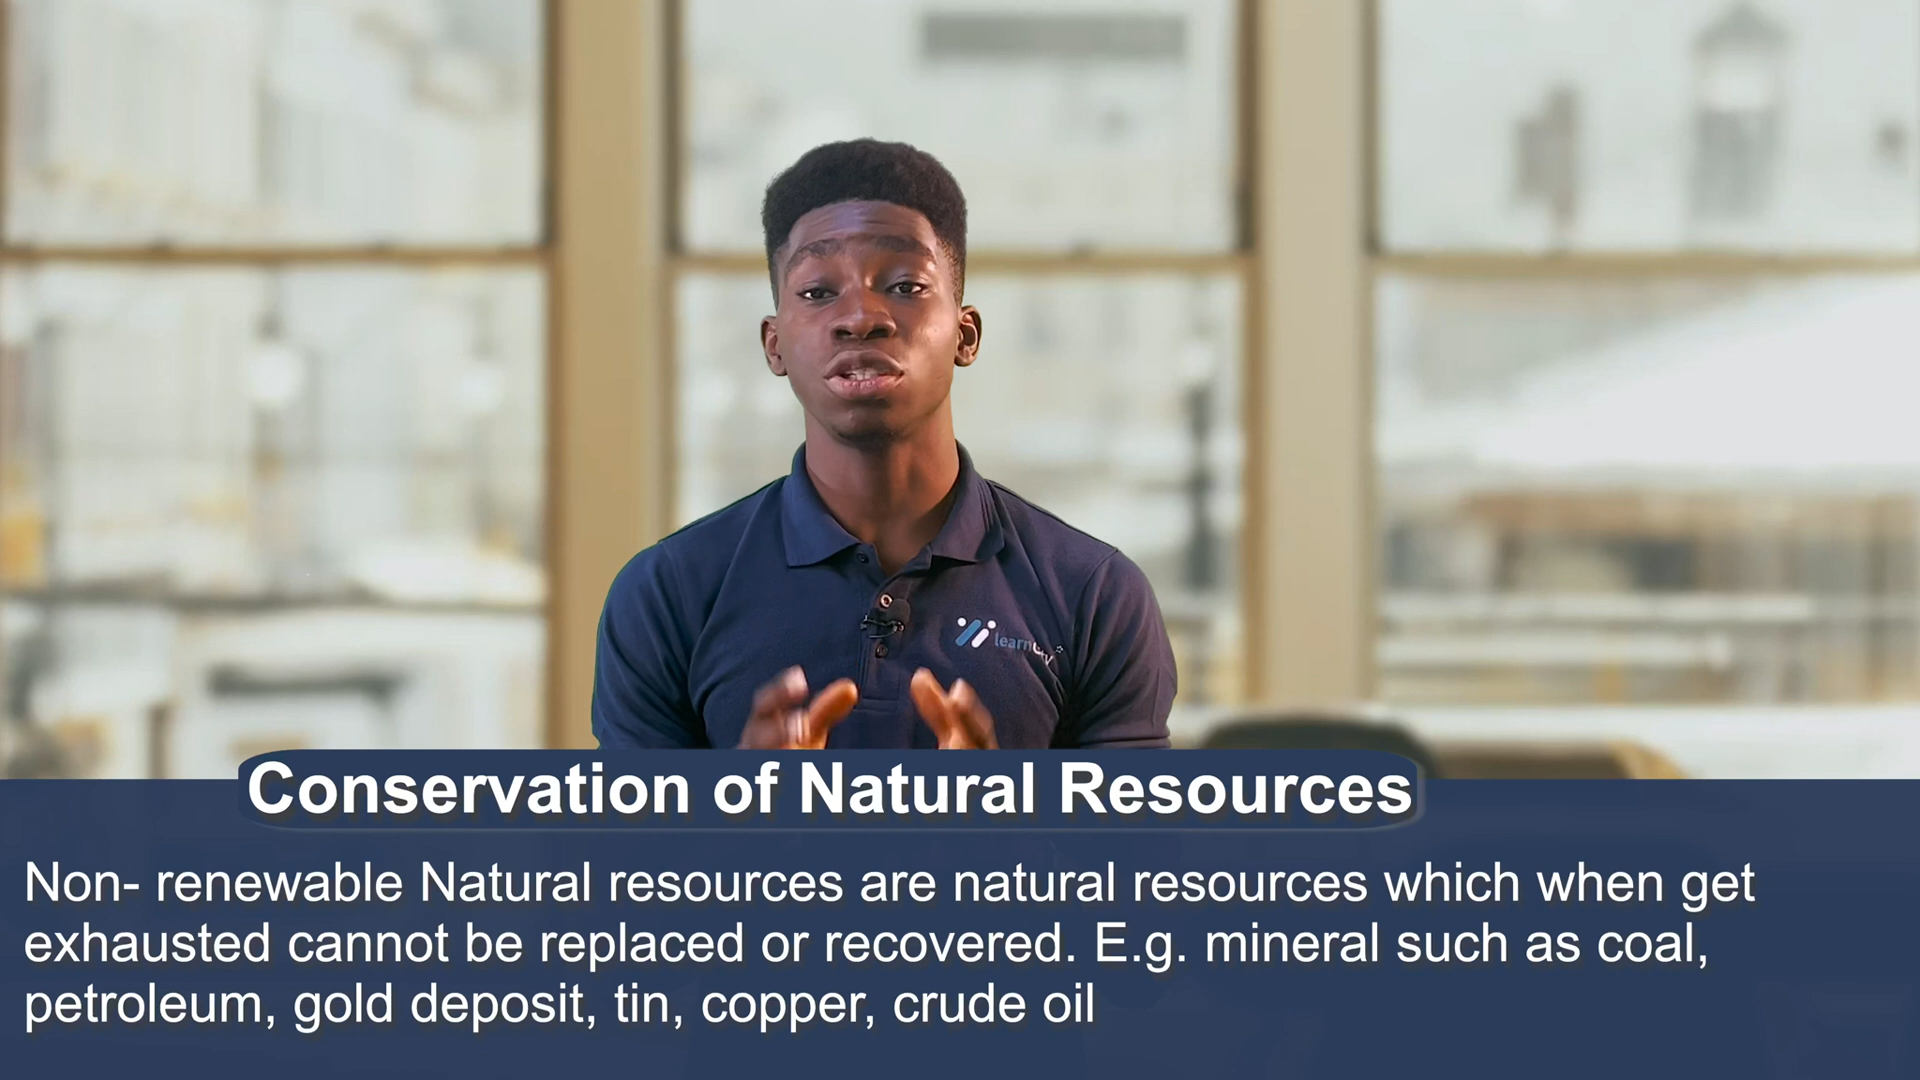 learn
Conservation of Natural Resources
Non- renewable Natural resources are natural resources which when get
exhausted cannot be replaced or recovered. E.g. mineral such as coal,
petroleum, gold deposit, tin, copper, crude oil